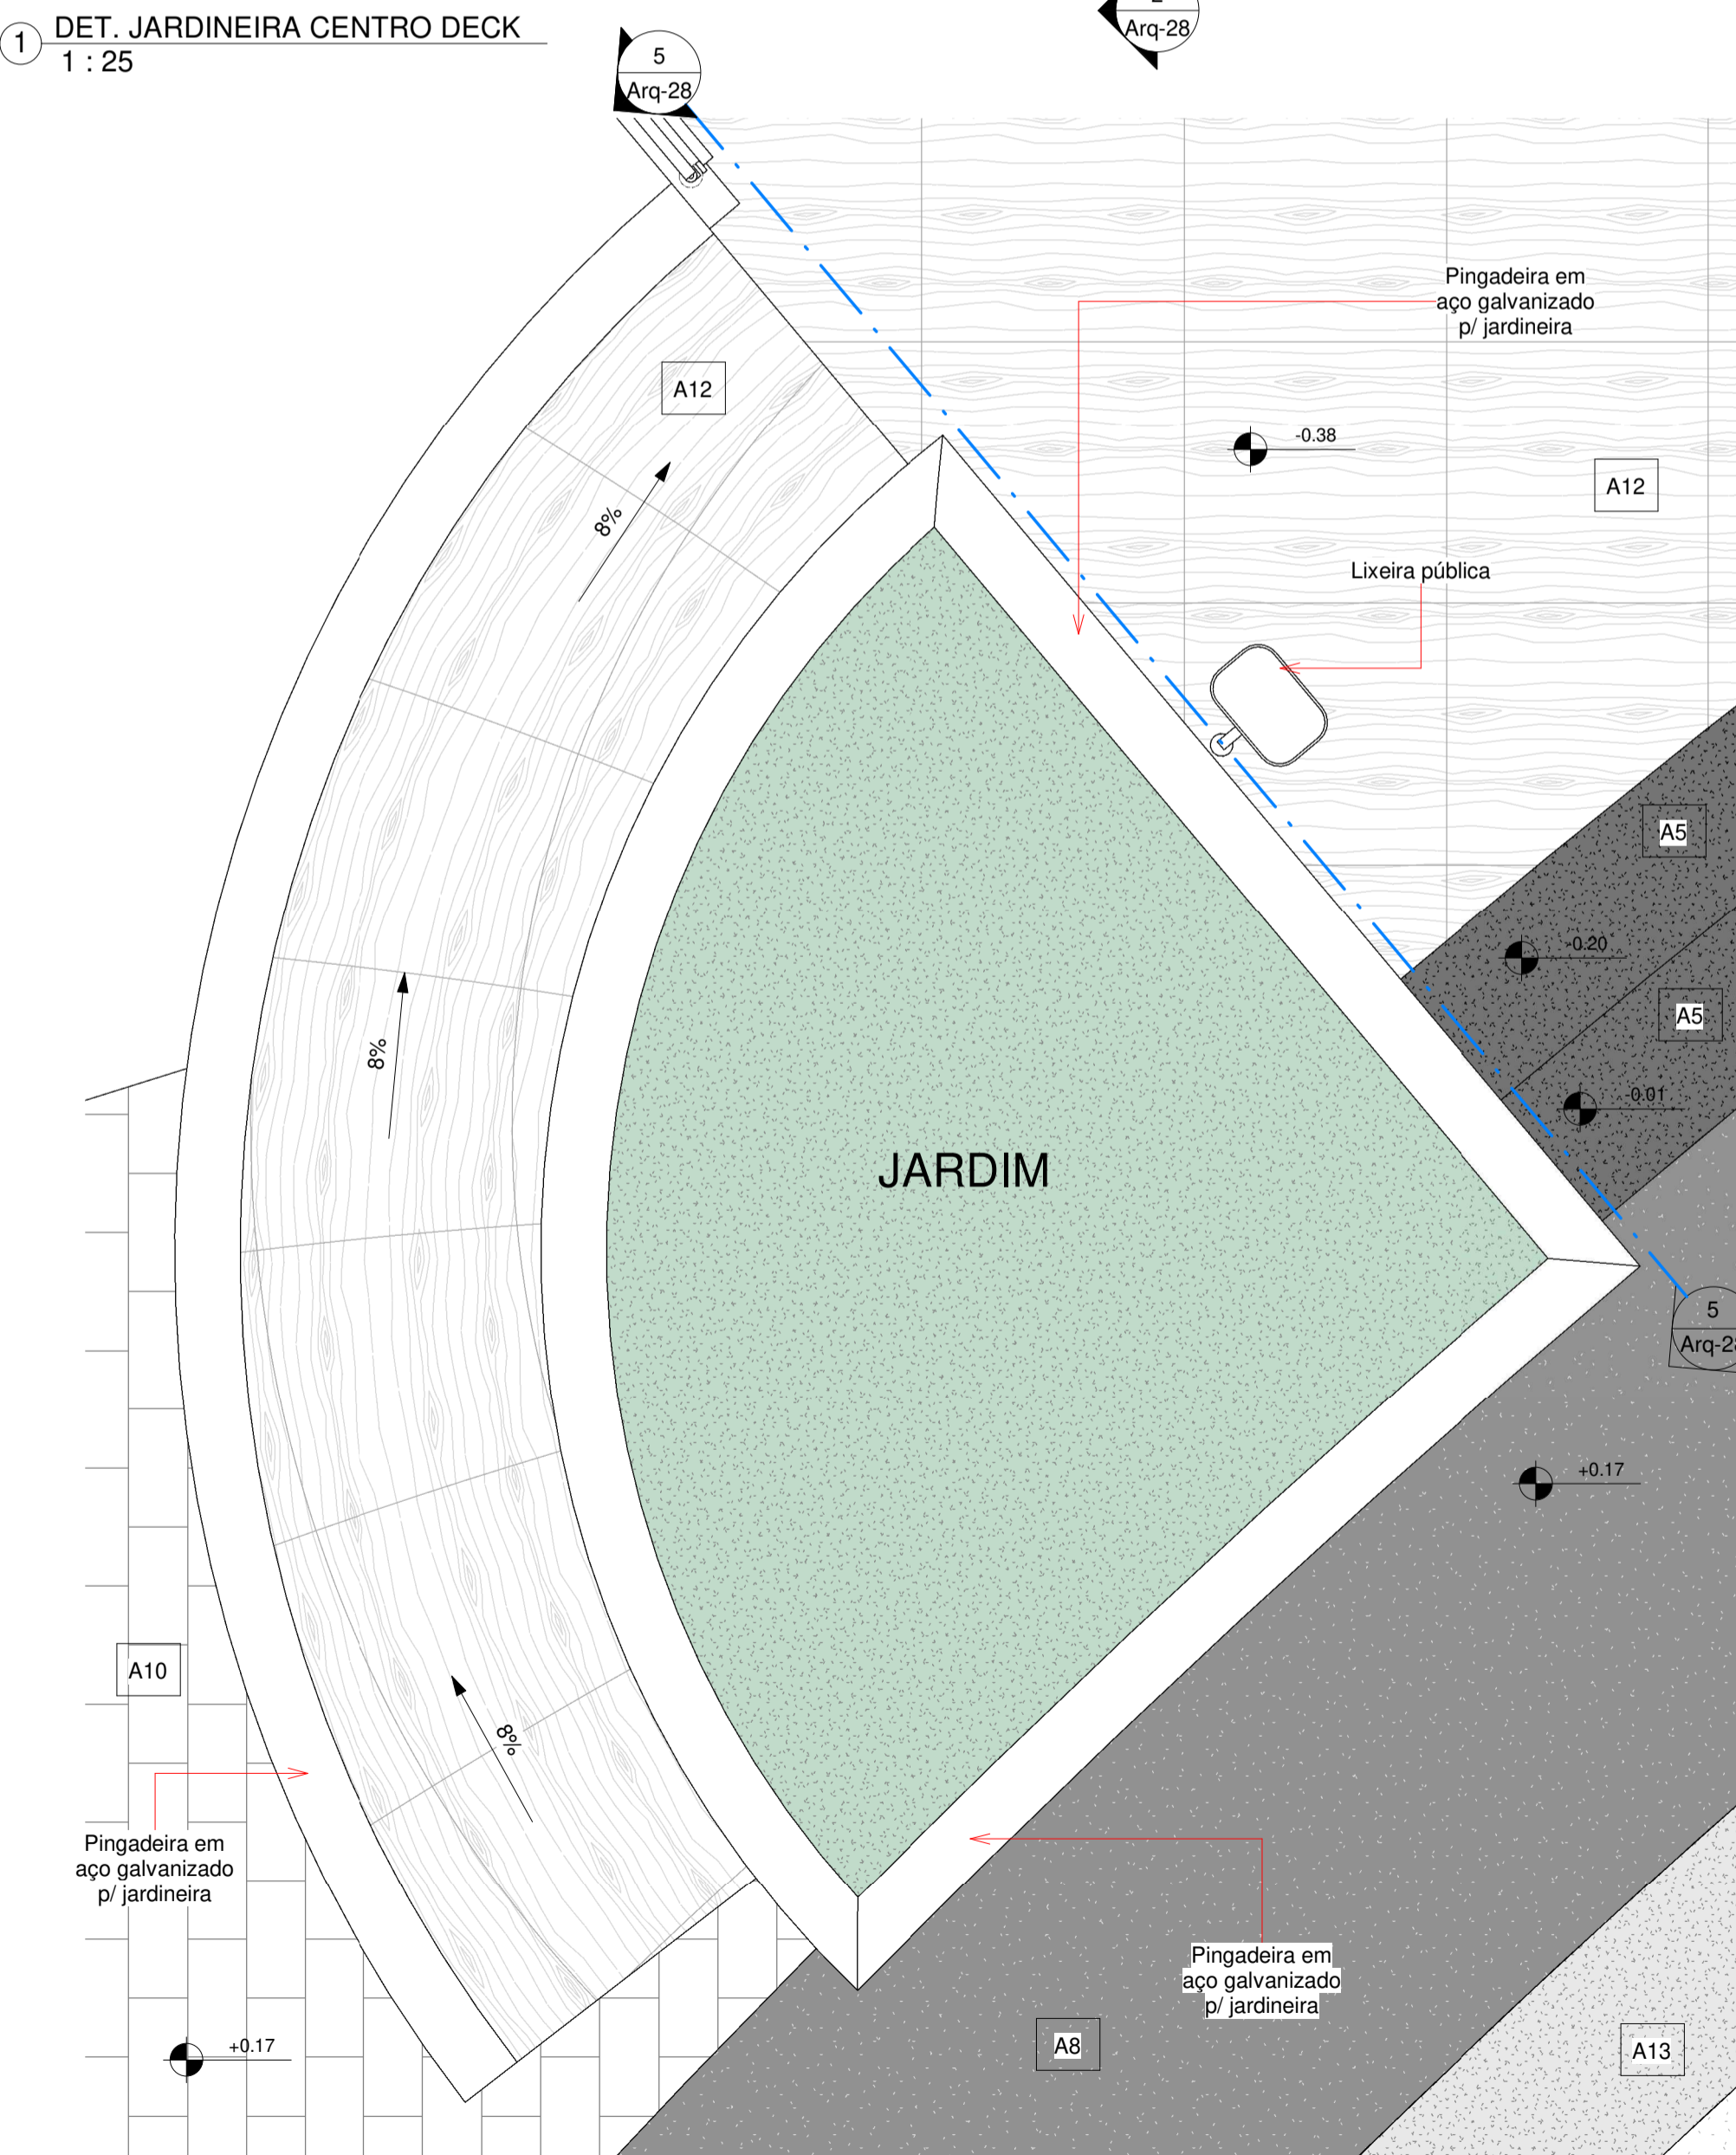 1
DET. JARDINEIRA CENTRO DECK
1 : 25
Arq-28
5
Arq-28
Pingadeira em
aço galvanizado
p/ jardineira
A12
-0.38
A12
8%
Lixeira pública
A5
-0.20
A5
8%
-0.01
JARDIM
5
+0.17
A10
8%
Pingadeira em
aço galvanizado
p/ jardineira
Pingadeira em
aço galvanizado
p/ jardineira
+0.17
A8
A13